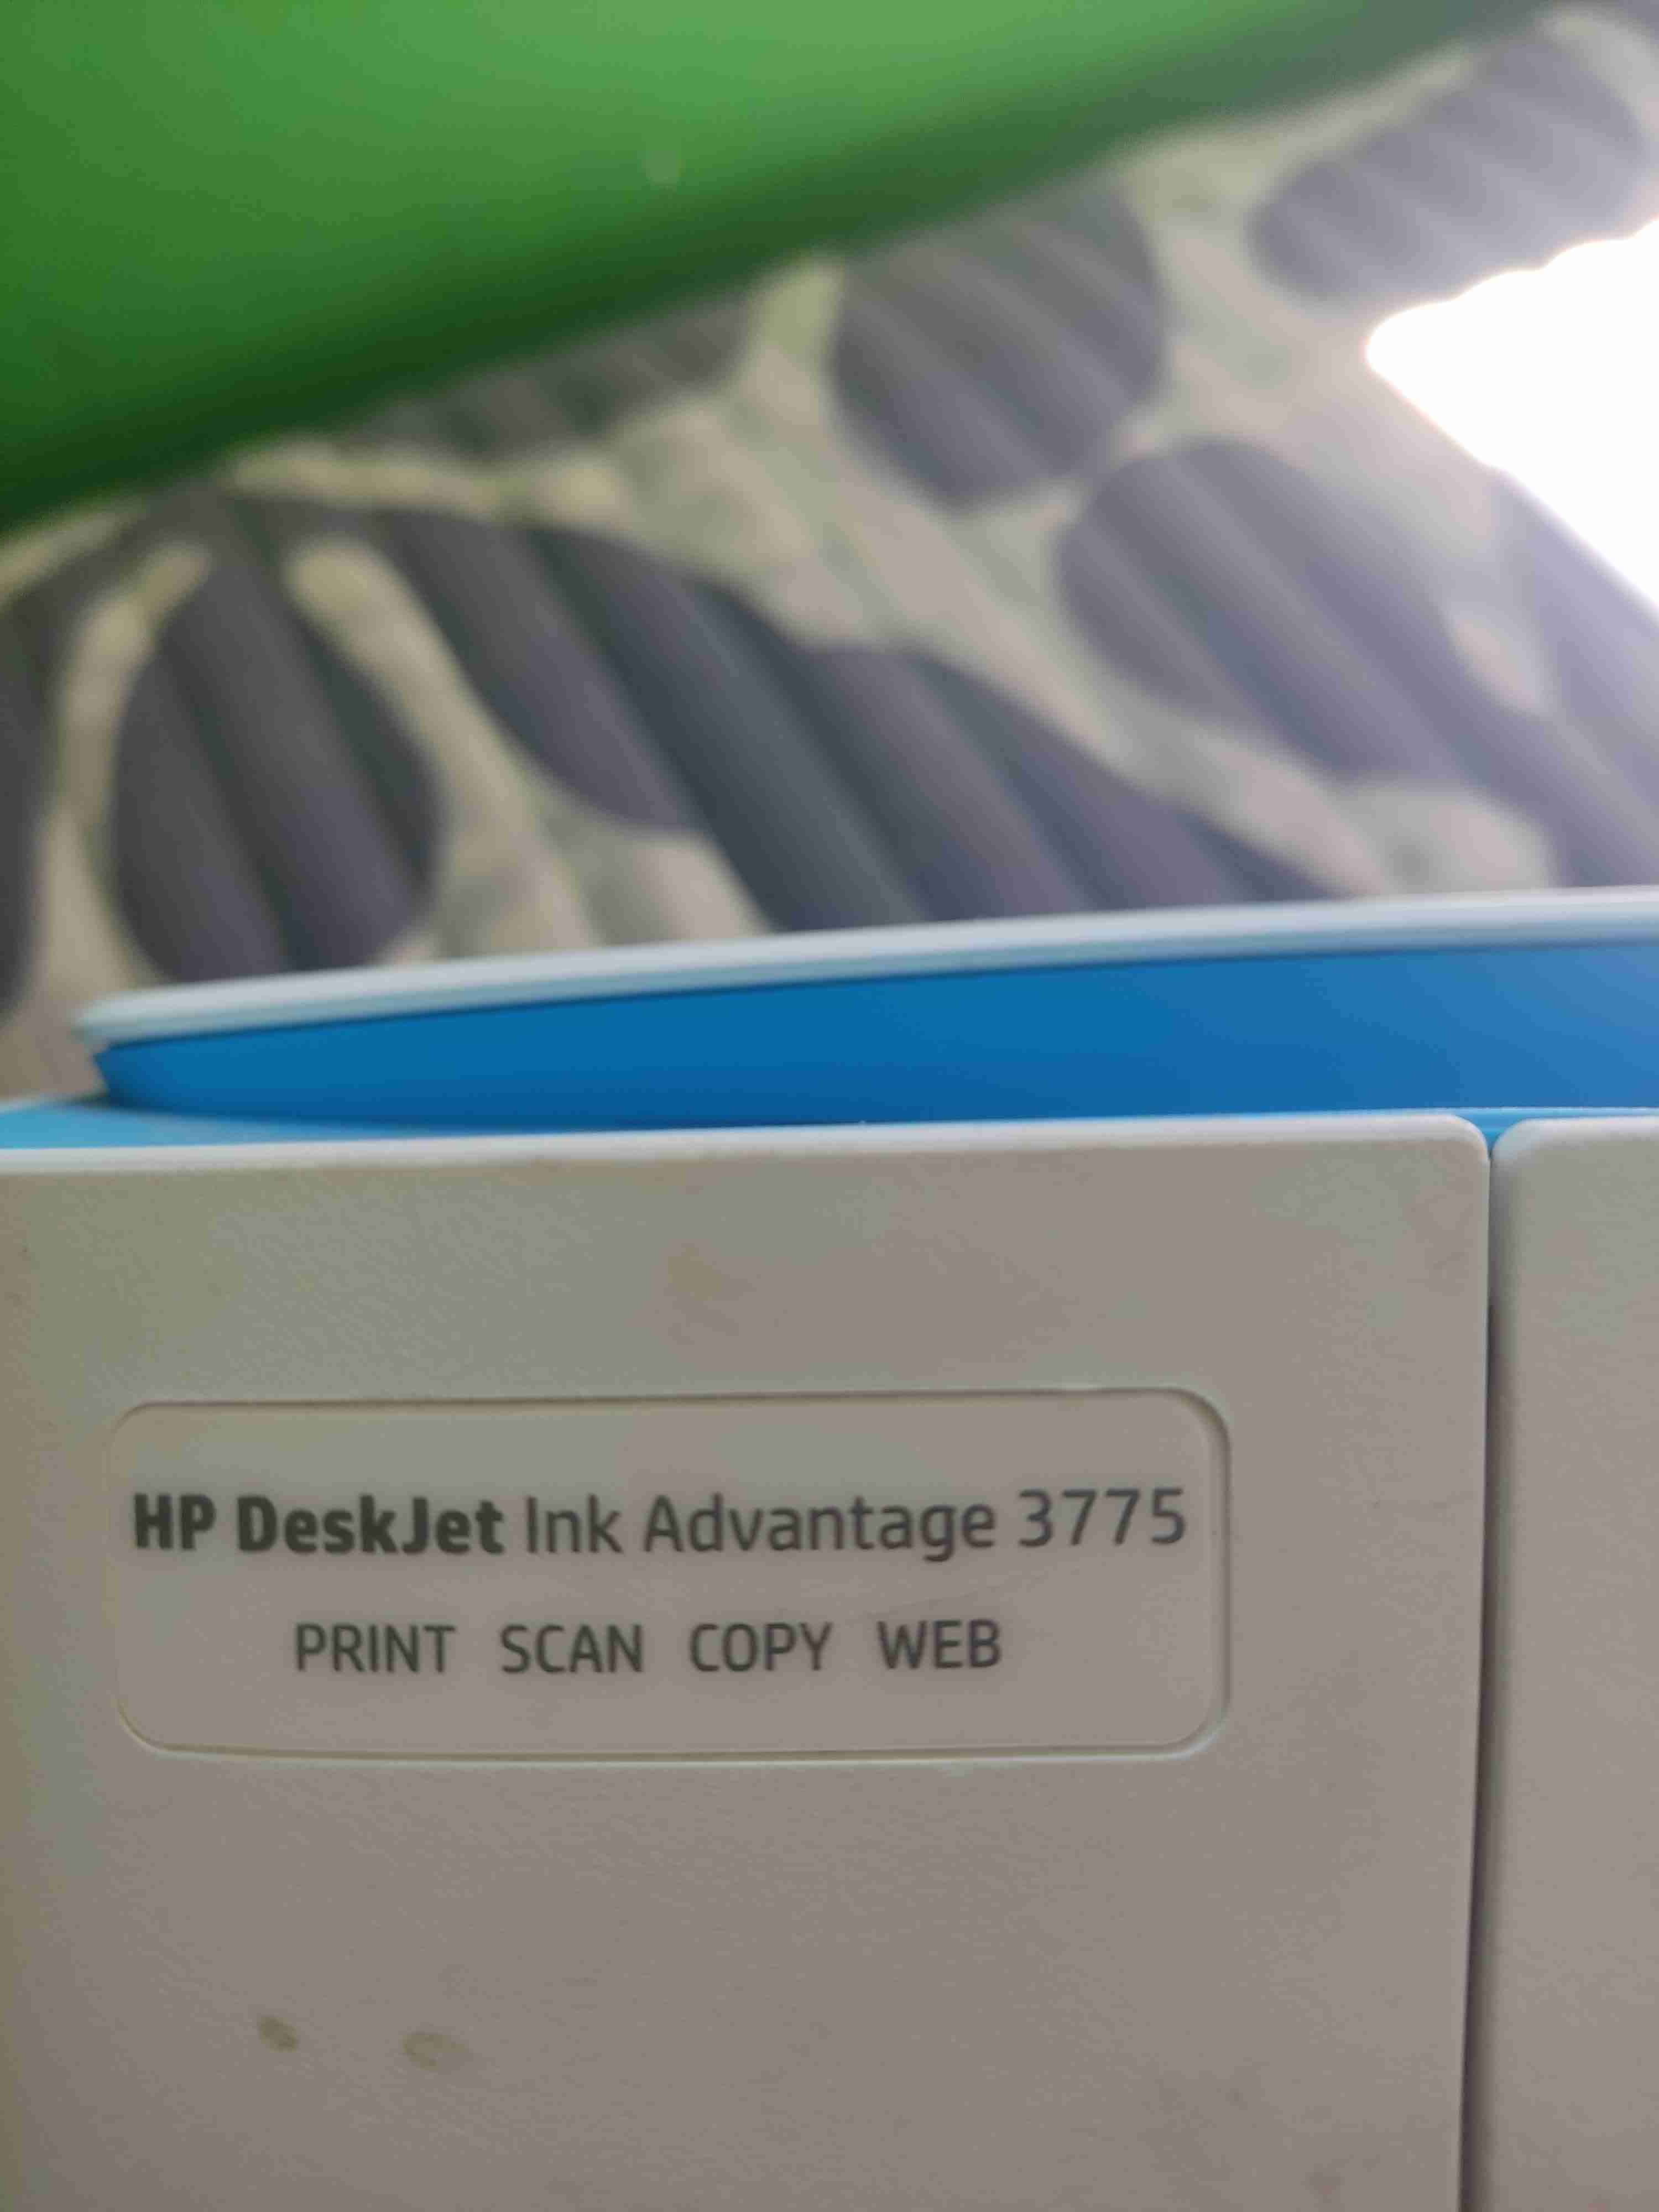 HP DeskJet Ink Advantage 3775
PRINT SCAN COPY WEB